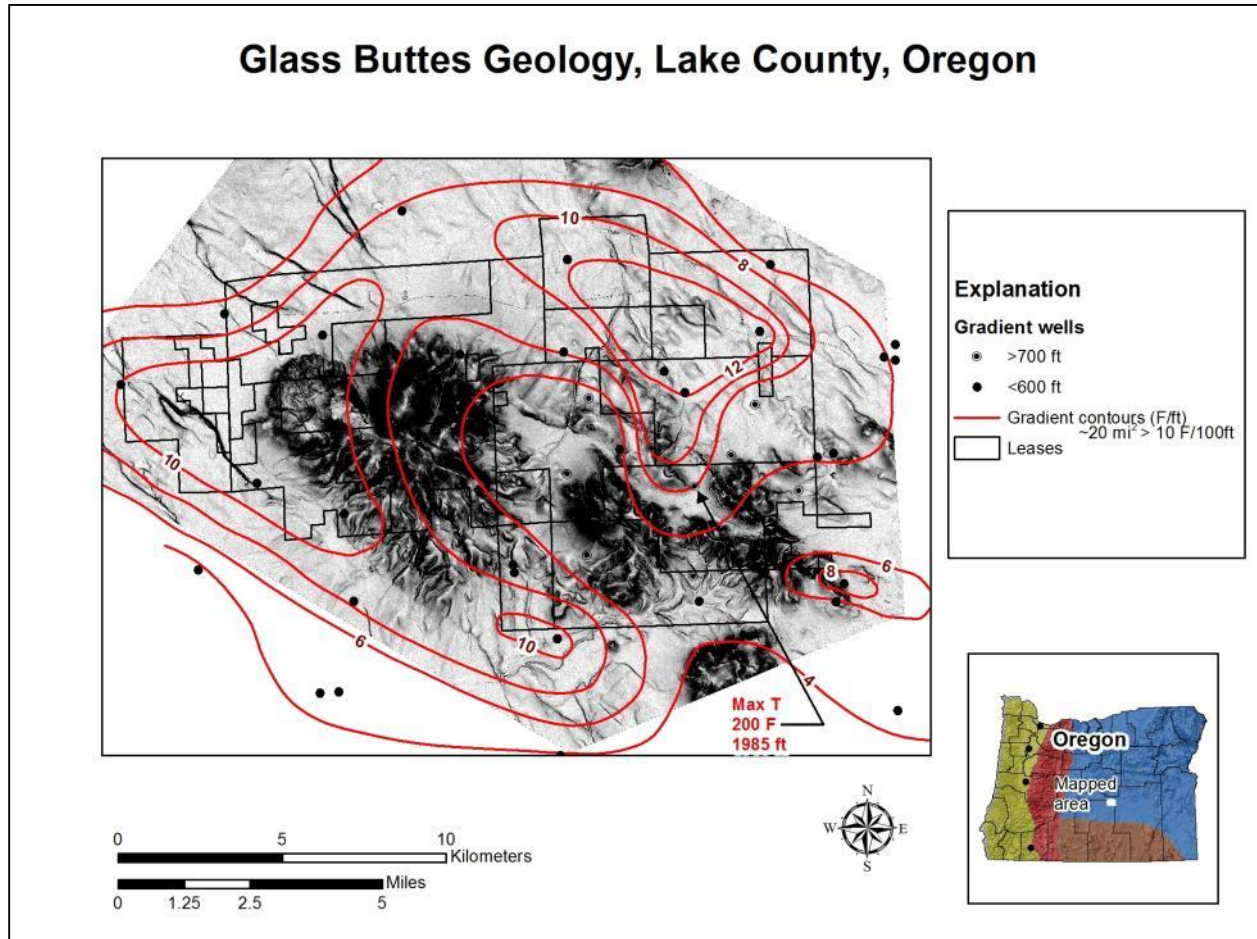 Glass Buttes Geology, Lake County, Oregon
10
8
12
10
6
10
8
6
4
Max T
200 F
1985 ft
Explanation
Gradient wells
>700 ft
<600 ft
Gradient contours (F/ft)
~20 mi² > 10 F/100ft
Leases
Oregon
Mapped
area
N
W E
S
0 5 10
Kilometers
Miles
0 1.25 2.5 5